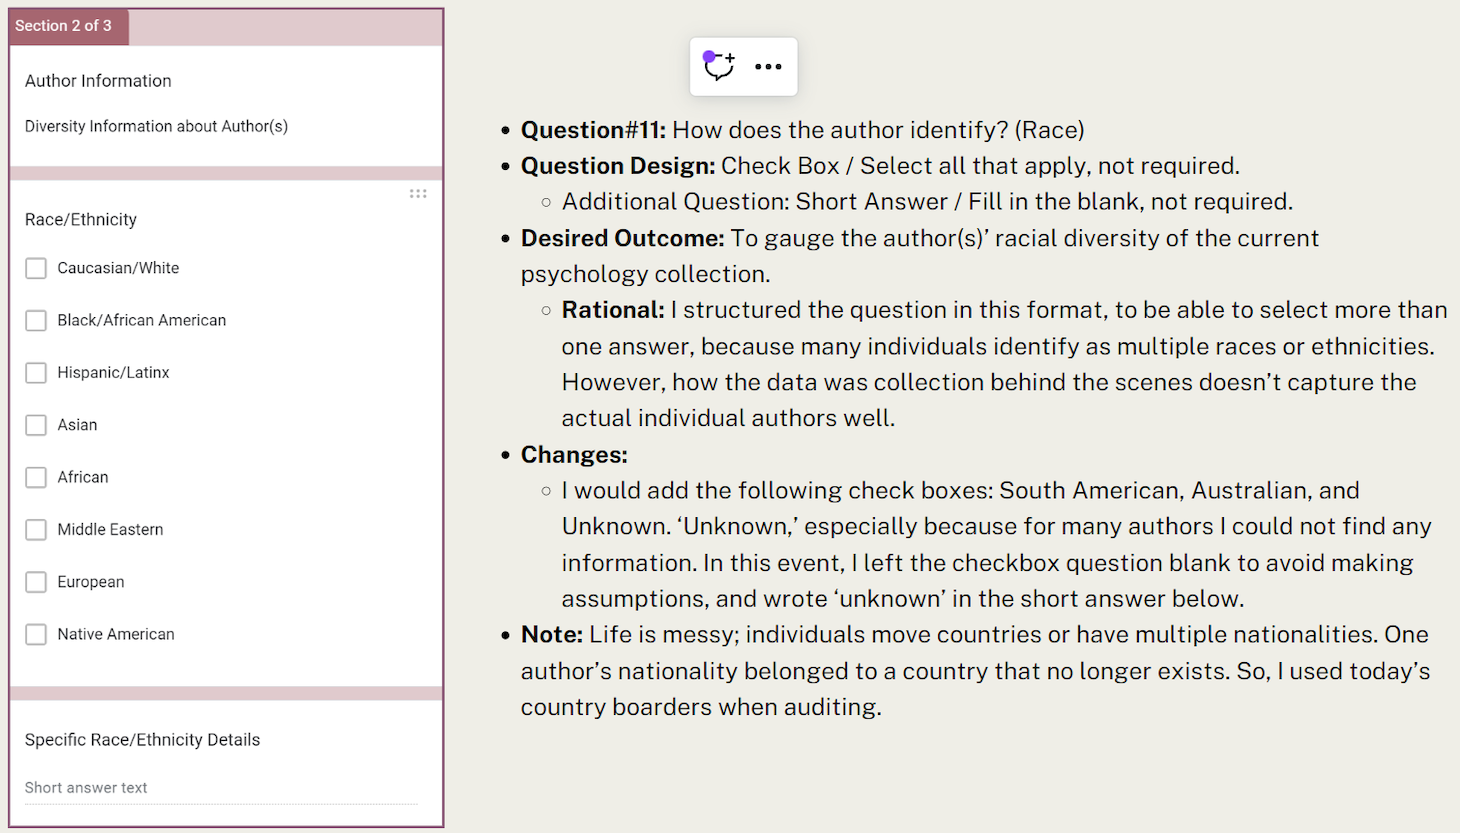 Section 2 of 3
Author Information
Diversity Information about Author(s)
Race/Ethnicity
Caucasian/White
Black/African American
Hispanic/Latinx
Asian
African
Middle Eastern
European
Native American
Specific Race/Ethnicity Details
Short answer text
• Question#11: How does the author identify? (Race)
• Question Design: Check Box / Select all that apply, not required.
○ Additional Question: Short Answer / Fill in the blank, not required.
• Desired Outcome: To gauge the author(s)’ racial diversity of the current
psychology collection.
○ Rational: I structured the question in this format, to be able to select more than
one answer, because many individuals identify as multiple races or ethnicities.
However, how the data was collection behind the scenes doesn’t capture the
actual individual authors well.
• Changes:
○ I would add the following check boxes: South American, Australian, and
Unknown. ‘Unknown,’ especially because for many authors I could not find any
information. In this event, I left the checkbox question blank to avoid making
assumptions, and wrote ‘unknown’ in the short answer below.
• Note: Life is messy; individuals move countries or have multiple nationalities. One
author’s nationality belonged to a country that no longer exists. So, I used today’s
country boarders when auditing.